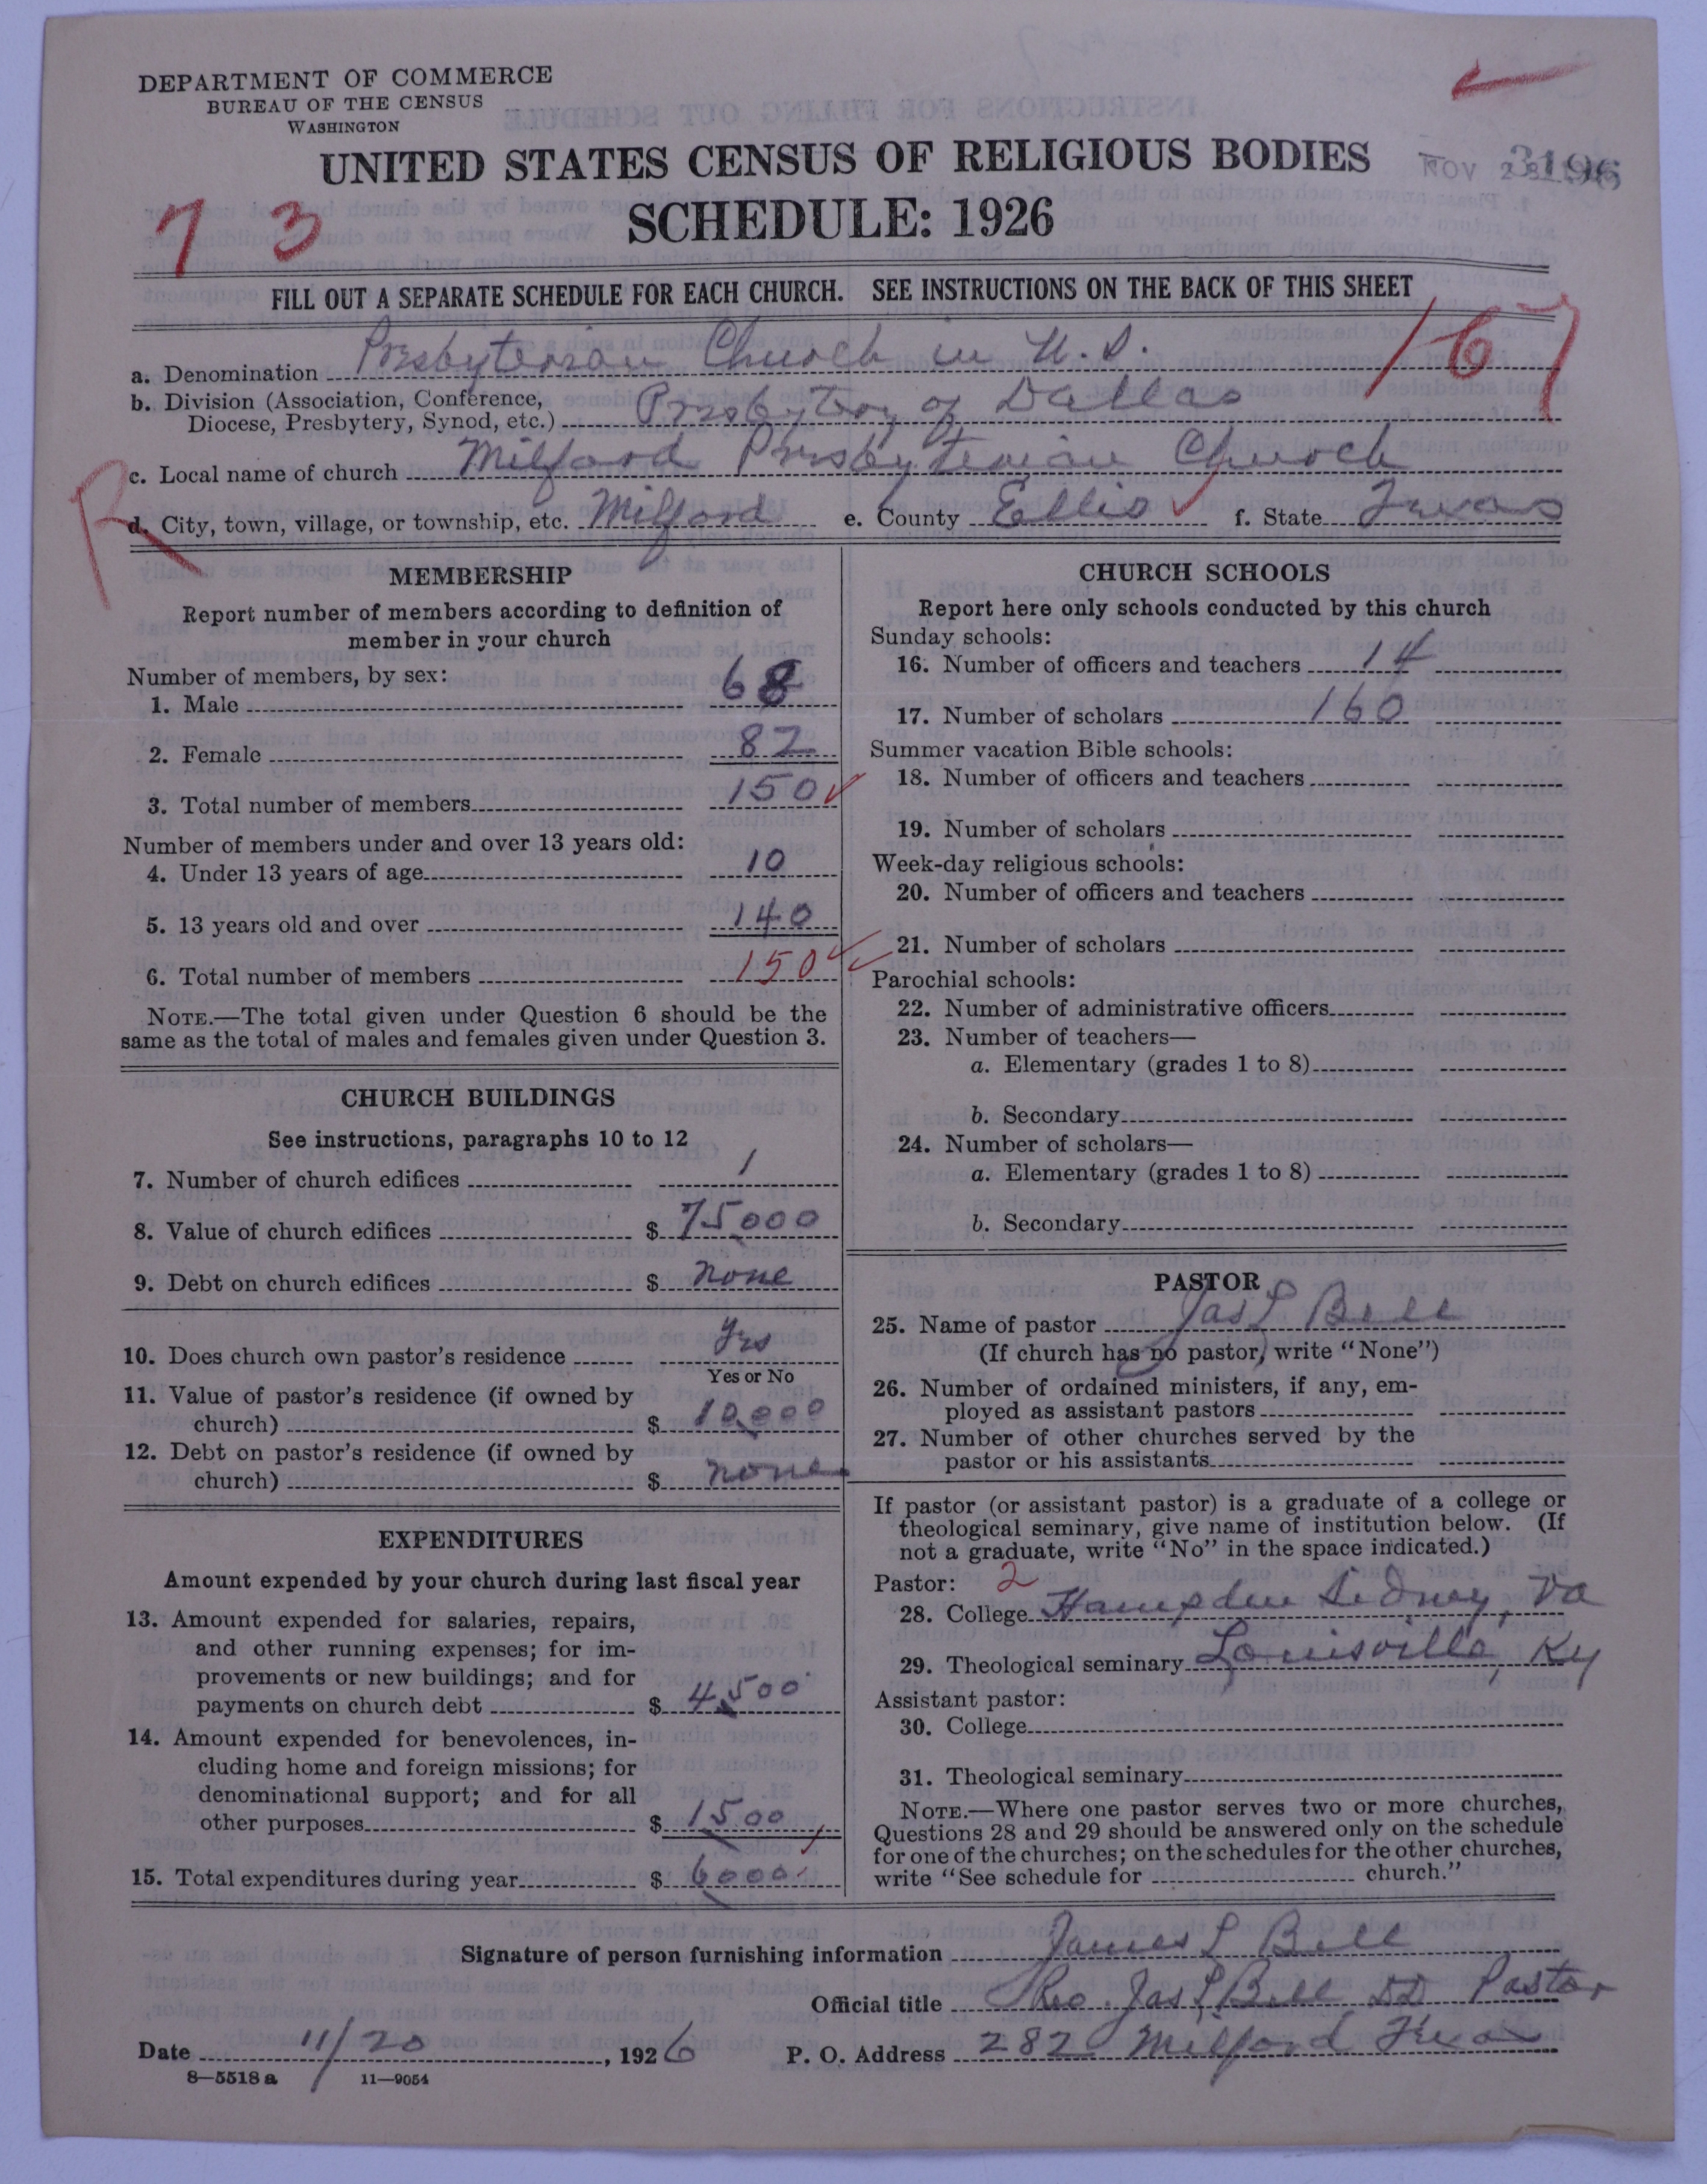 DEPARTMENT OF COMMERCE
BUREAU OF THE CENSUS
WASHINGTON
UNITED STATES CENSUS OF RELIGIOUS BODIES
NOV
SCHEDULE: 1926
73
FILL OUT A SEPARATE SCHEDULE FOR EACH CHURCH. SEE INSTRUCTIONS ON THE BACK OF THIS SHEET
167
a. Denomination Presbyterian Church in U.S.
b. Division (Association, Conference,
Diocese, Presbytery, Synod, etc.) Presbytery of Dallas
c. Local name of church Milford Presbyterian Church
R
d. City, town, village, or township, etc. Milford e. County Ellis f. State Texas
MEMBERSHIP
Report number of members according to definition of
member in your church
Number of members, by sex:
1. Male 68
2. Female 82
3. Total number of members 150
Number of members under and over 13 years old:
4. Under 13 years of age 10
5. 13 years old and over 140
6. Total number of members 150
NOTE.—The total given under Question 6 should be the
same as the total of males and females given under Question 3.
CHURCH BUILDINGS
See instructions, paragraphs 10 to 12
7. Number of church edifices 1
8. Value of church edifices $ 75000
9. Debt on church edifices $ none
10. Does church own pastor's residence yes
Yes or No
11. Value of pastor's residence (if owned by
church) $ 10,000
12. Debt on pastor's residence (if owned by
church) $ none
EXPENDITURES
Amount expended by your church during last fiscal year
13. Amount expended for salaries, repairs,
and other running expenses; for im-
provements or new buildings; and for
payments on church debt $ 4500
14. Amount expended for benevolences, in-
cluding home and foreign missions; for
denominational support; and for all
other purposes $ 1500
15. Total expenditures during year $ 6000
CHURCH SCHOOLS
Report here only schools conducted by this church
Sunday schools:
16. Number of officers and teachers 14
17. Number of scholars 160
Summer vacation Bible schools:
18. Number of officers and teachers
19. Number of scholars
Week-day religious schools:
20. Number of officers and teachers
21. Number of scholars
Parochial schools:
22. Number of administrative officers
23. Number of teachers—
a. Elementary (grades 1 to 8)
b. Secondary
24. Number of scholars—
a. Elementary (grades 1 to 8)
b. Secondary
PASTOR
25. Name of pastor Jas L Bell
(If church has no pastor, write "None")
26. Number of ordained ministers, if any, em-
ployed as assistant pastors
27. Number of other churches served by the
pastor or his assistants
If pastor (or assistant pastor) is a graduate of a college or
theological seminary, give name of institution below. (If
not a graduate, write "No" in the space indicated.)
Pastor: 2
28. College Hampden Sidney, Va
29. Theological seminary Louisville, Ky
Assistant pastor:
30. College
31. Theological seminary
NOTE.—Where one pastor serves two or more churches,
Questions 28 and 29 should be answered only on the schedule
for one of the churches; on the schedules for the other churches,
write "See schedule for church."
Signature of person furnishing information James L Bell
Official title Rev. Jas L Bell DD Pastor
Date 11/20, 1926 P. O. Address 282 Milford Texas
8—5518 a 11—9054